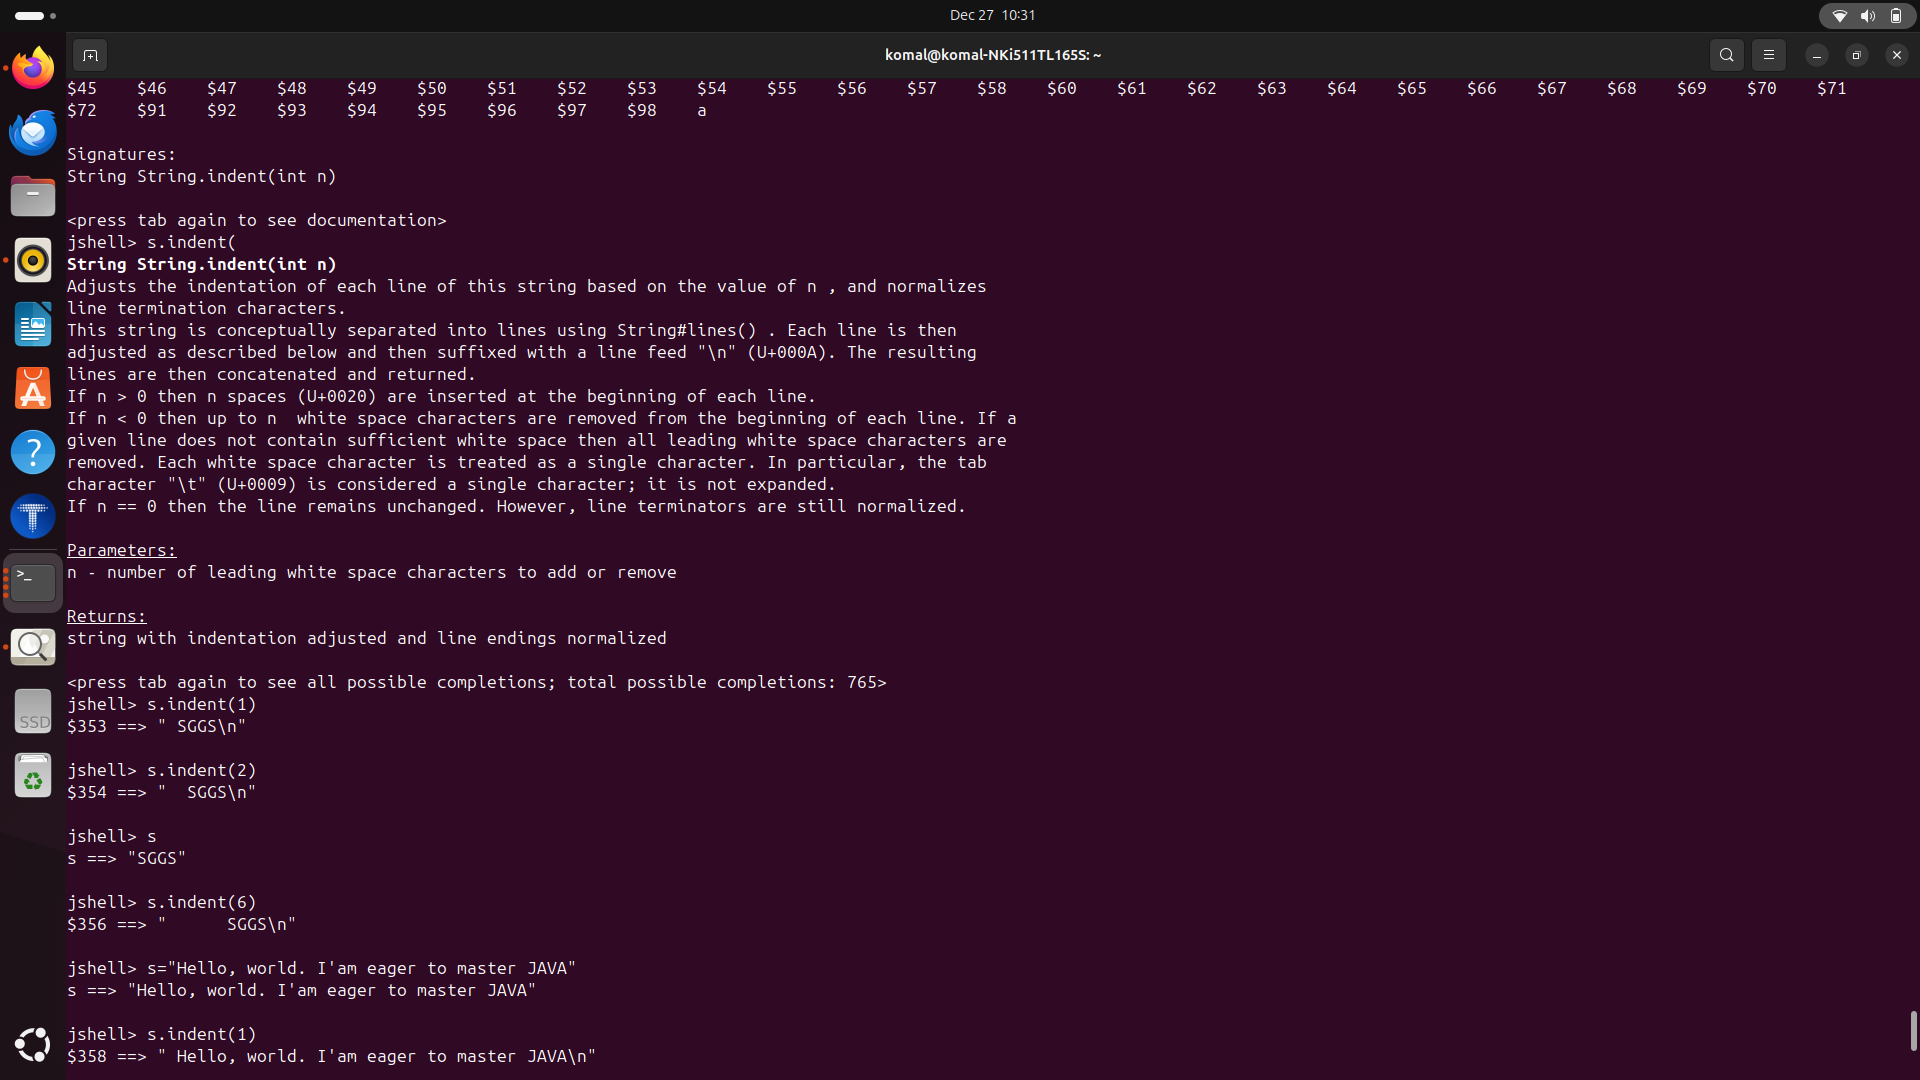 Dec 27 10:31
komal@komal-NKi511TL165S: ~
$45 $46 $47 $48 $49 $50 $51 $52 $53 $54 $55 $56 $57 $58 $60 $61 $62 $63 $64 $65 $66 $67 $68 $69 $70 $71
$72 $91 $92 $93 $94 $95 $96 $97 $98 a
Signatures:
String String.indent(int n)
<press tab again to see documentation>
jshell> s.indent(
String String.indent(int n)
Adjusts the indentation of each line of this string based on the value of n , and normalizes
line termination characters.
This string is conceptually separated into lines using String#lines() . Each line is then
adjusted as described below and then suffixed with a line feed "\n" (U+000A). The resulting
lines are then concatenated and returned.
If n > 0 then n spaces (U+0020) are inserted at the beginning of each line.
If n < 0 then up to n  white space characters are removed from the beginning of each line. If a
given line does not contain sufficient white space then all leading white space characters are
removed. Each white space character is treated as a single character. In particular, the tab
character "\t" (U+0009) is considered a single character; it is not expanded.
If n == 0 then the line remains unchanged. However, line terminators are still normalized.
Parameters:
n - number of leading white space characters to add or remove
Returns:
string with indentation adjusted and line endings normalized
<press tab again to see all possible completions; total possible completions: 765>
jshell> s.indent(1)
$353 ==> " SGGS\n"
jshell> s.indent(2)
$354 ==> "  SGGS\n"
jshell> s
s ==> "SGGS"
jshell> s.indent(6)
$356 ==> "      SGGS\n"
jshell> s="Hello, world. I'am eager to master JAVA"
s ==> "Hello, world. I'am eager to master JAVA"
jshell> s.indent(1)
$358 ==> " Hello, world. I'am eager to master JAVA\n"
SSD